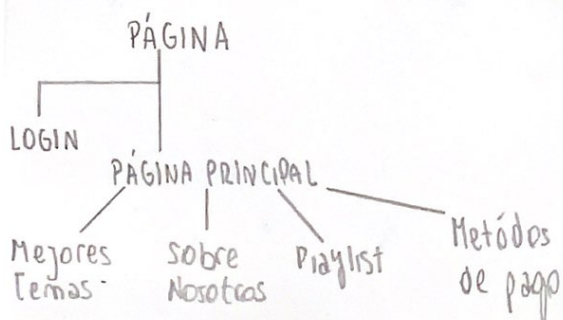 PÁGINA
LOGIN
PÁGINA PRINCIPAL
Mejores
Temas.
Sobre
Nosotros
Playlist
Metódos
de pago